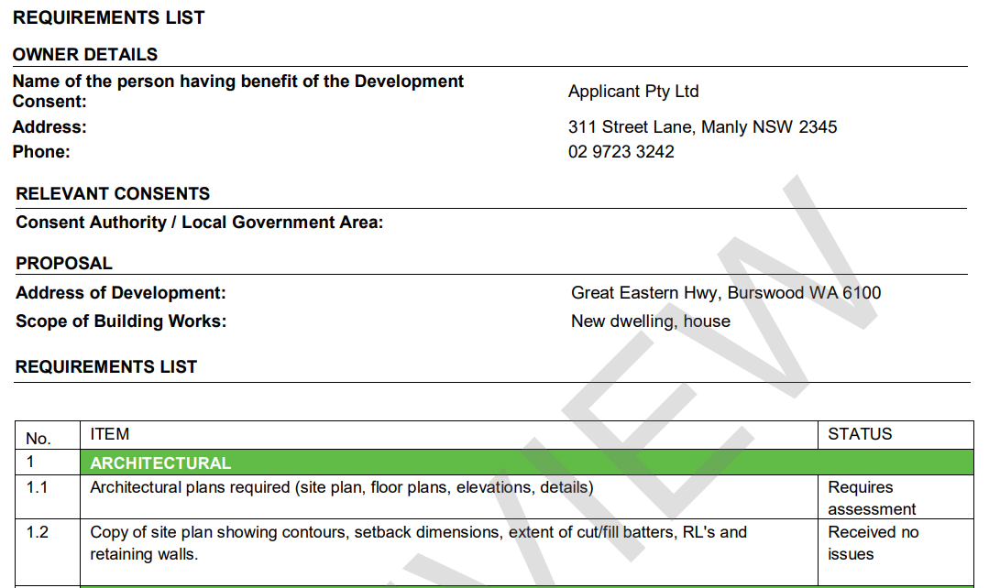 REQUIREMENTS LIST
OWNER DETAILS
Name of the person having benefit of the Development
Consent:
Applicant Pty Ltd
Address:
311 Street Lane, Manly NSW 2345
Phone:
02 9723 3242
RELEVANT CONSENTS
Consent Authority / Local Government Area:
PROPOSAL
Address of Development:
Great Eastern Hwy, Burswood WA 6100
Scope of Building Works:
New dwelling, house
REQUIREMENTS LIST
No.
ITEM
STATUS
1
ARCHITECTURAL
1.1
Architectural plans required (site plan, floor plans, elevations, details)
Requires
assessment
1.2
Copy of site plan showing contours, setback dimensions, extent of cut/fill batters, RL's and
retaining walls.
Received no
issues
VIEW